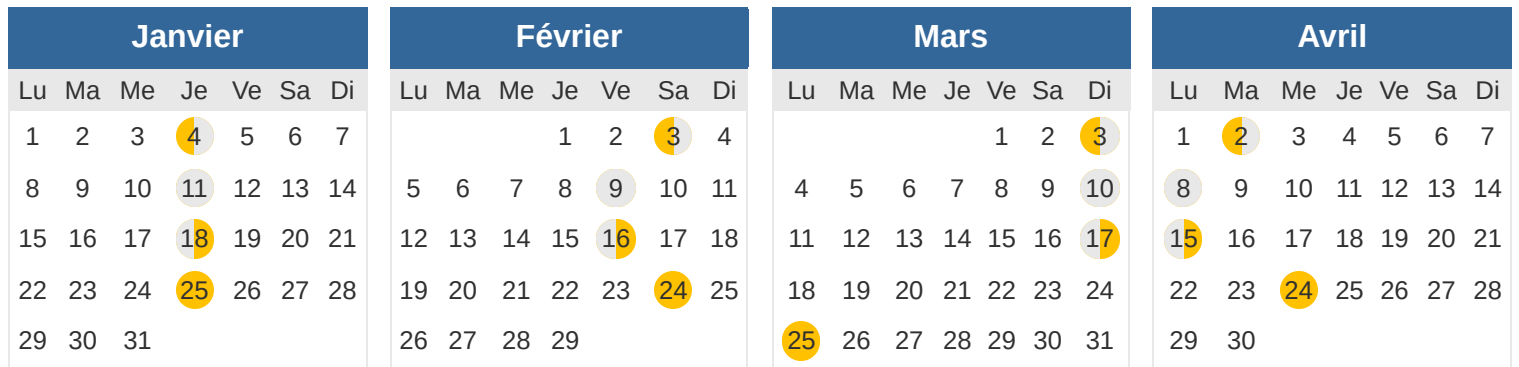 Janvier
Lu Ma Me Je Ve Sa Di
1 2 3 4 5 6 7
8 9 10 11 12 13 14
15 16 17 18 19 20 21
22 23 24 25 26 27 28
29 30 31
Février
Lu Ma Me Je Ve Sa Di
1 2 3 4
5 6 7 8 9 10 11
12 13 14 15 16 17 18
19 20 21 22 23 24 25
26 27 28 29
Mars
Lu Ma Me Je Ve Sa Di
1 2 3
4 5 6 7 8 9 10
11 12 13 14 15 16 17
18 19 20 21 22 23 24
25 26 27 28 29 30 31
Avril
Lu Ma Me Je Ve Sa Di
1 2 3 4 5 6 7
8 9 10 11 12 13 14
15 16 17 18 19 20 21
22 23 24 25 26 27 28
29 30